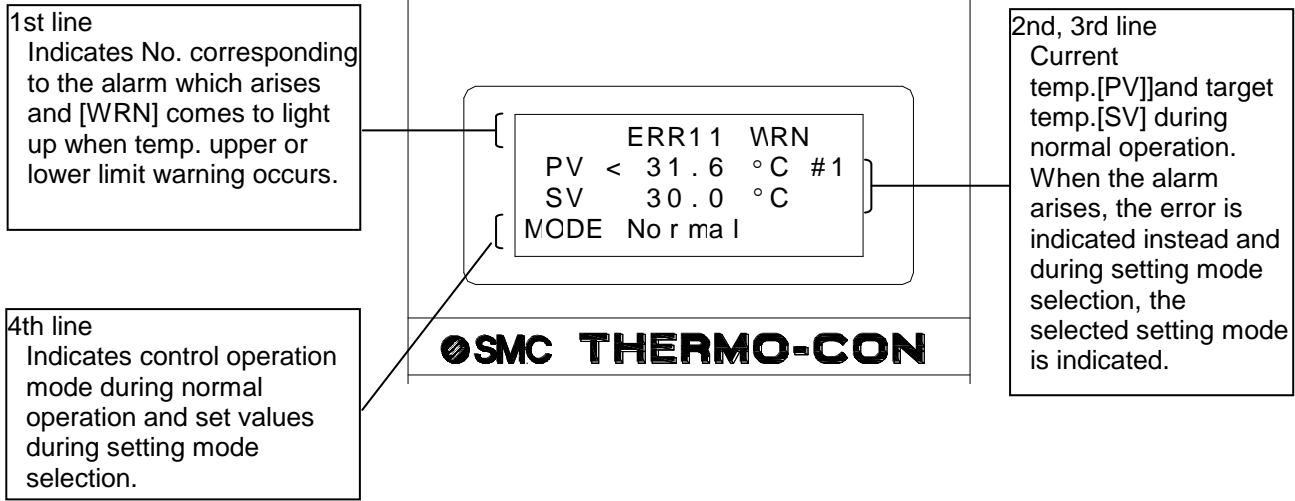 1st line
Indicates No. corresponding
to the alarm which arises
and [WRN] comes to light
up when temp. upper or
lower limit warning occurs.
ERR11 WRN
PV < 31.6 °C #1
SV 30.0 °C
MODE Normal
2nd, 3rd line
Current
temp.[PV]]and target
temp.[SV] during
normal operation.
When the alarm
arises, the error is
indicated instead and
during setting mode
selection, the
selected setting mode
is indicated.
4th line
Indicates control operation
mode during normal
operation and set values
during setting mode
selection.
SMC THERMO-CON